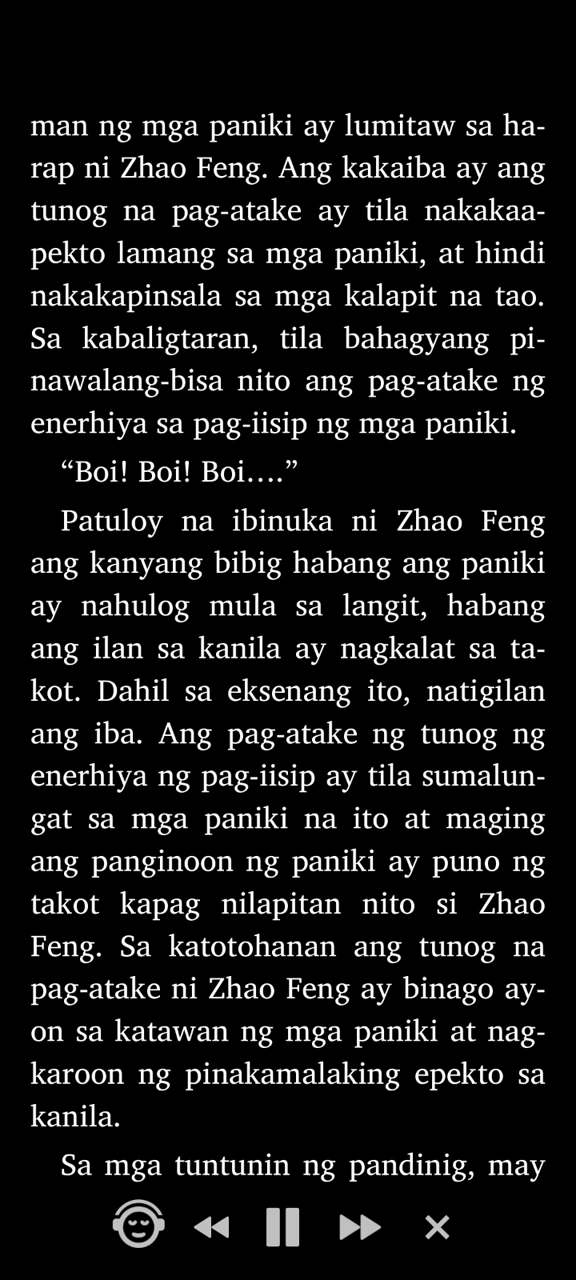 man ng mga paniki ay lumitaw sa ha-
rap ni Zhao Feng. Ang kakaiba ay ang
tunog na pag-atake ay tila nakakaa-
pekto lamang sa mga paniki, at hindi
nakakapinsala sa mga kalapit na tao.
Sa kabaligtaran, tila bahagyang pi-
nawalang-bisa nito ang pag-atake ng
enerhiya sa pag-iisip ng mga paniki.
“Boi! Boi! Boi….”
Patuloy na ibinuka ni Zhao Feng
ang kanyang bibig habang ang paniki
ay nahulog mula sa langit, habang
ang ilan sa kanila ay nagkalat sa ta-
kot. Dahil sa eksenang ito, natigilan
ang iba. Ang pag-atake ng tunog ng
enerhiya ng pag-iisip ay tila sumalun-
gat sa mga paniki na ito at maging
ang panginoon ng paniki ay puno ng
takot kapag nilapitan nito si Zhao
Feng. Sa katotohanan ang tunog na
pag-atake ni Zhao Feng ay binago ay-
on sa katawan ng mga paniki at nag-
karoon ng pinakamalaking epekto sa
kanila.
Sa mga tuntunin ng pandinig, may